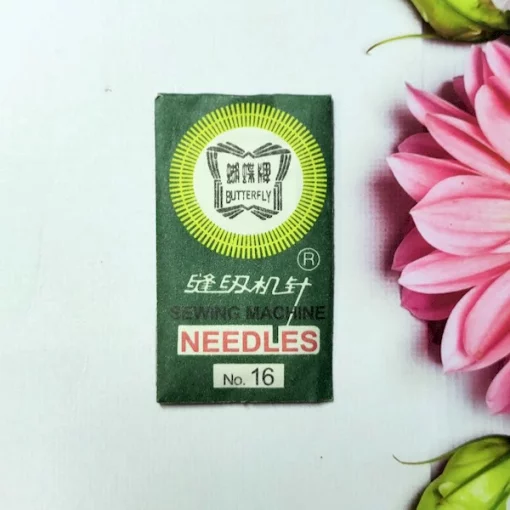 蝴蝶牌
BUTTERFLY
®
缝纫机针
SEWING MACHINE
NEEDLES
No. 16